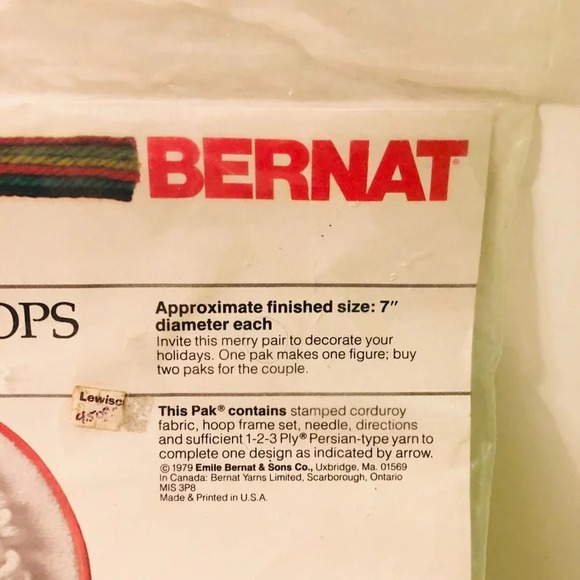 BERNAT®
OPS
Approximate finished size: 7"
diameter each
Invite this merry pair to decorate your
holidays. One pak makes one figure; buy
two paks for the couple.
Lewisc
This Pak® contains stamped corduroy
fabric, hoop frame set, needle, directions
and sufficient 1-2-3 Ply® Persian-type yarn to
complete one design as indicated by arrow.
© 1979 Emile Bernat & Sons Co., Uxbridge, Ma. 01569
In Canada: Bernat Yarns Limited, Scarborough, Ontario
MIS 3P8
Made & Printed in U.S.A.